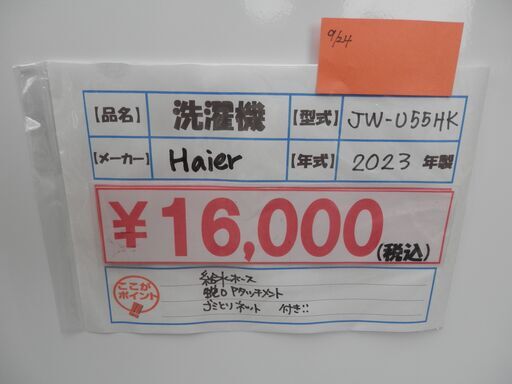 9/24
【品名】 洗濯機 【型式】 JW-U55HK
【メーカー】 Haier 【年式】 2023 年製
¥16,000(税込)
ここがポイント
給水ホース
蛇口アタッチメント
ゴミとりネット 付き!!